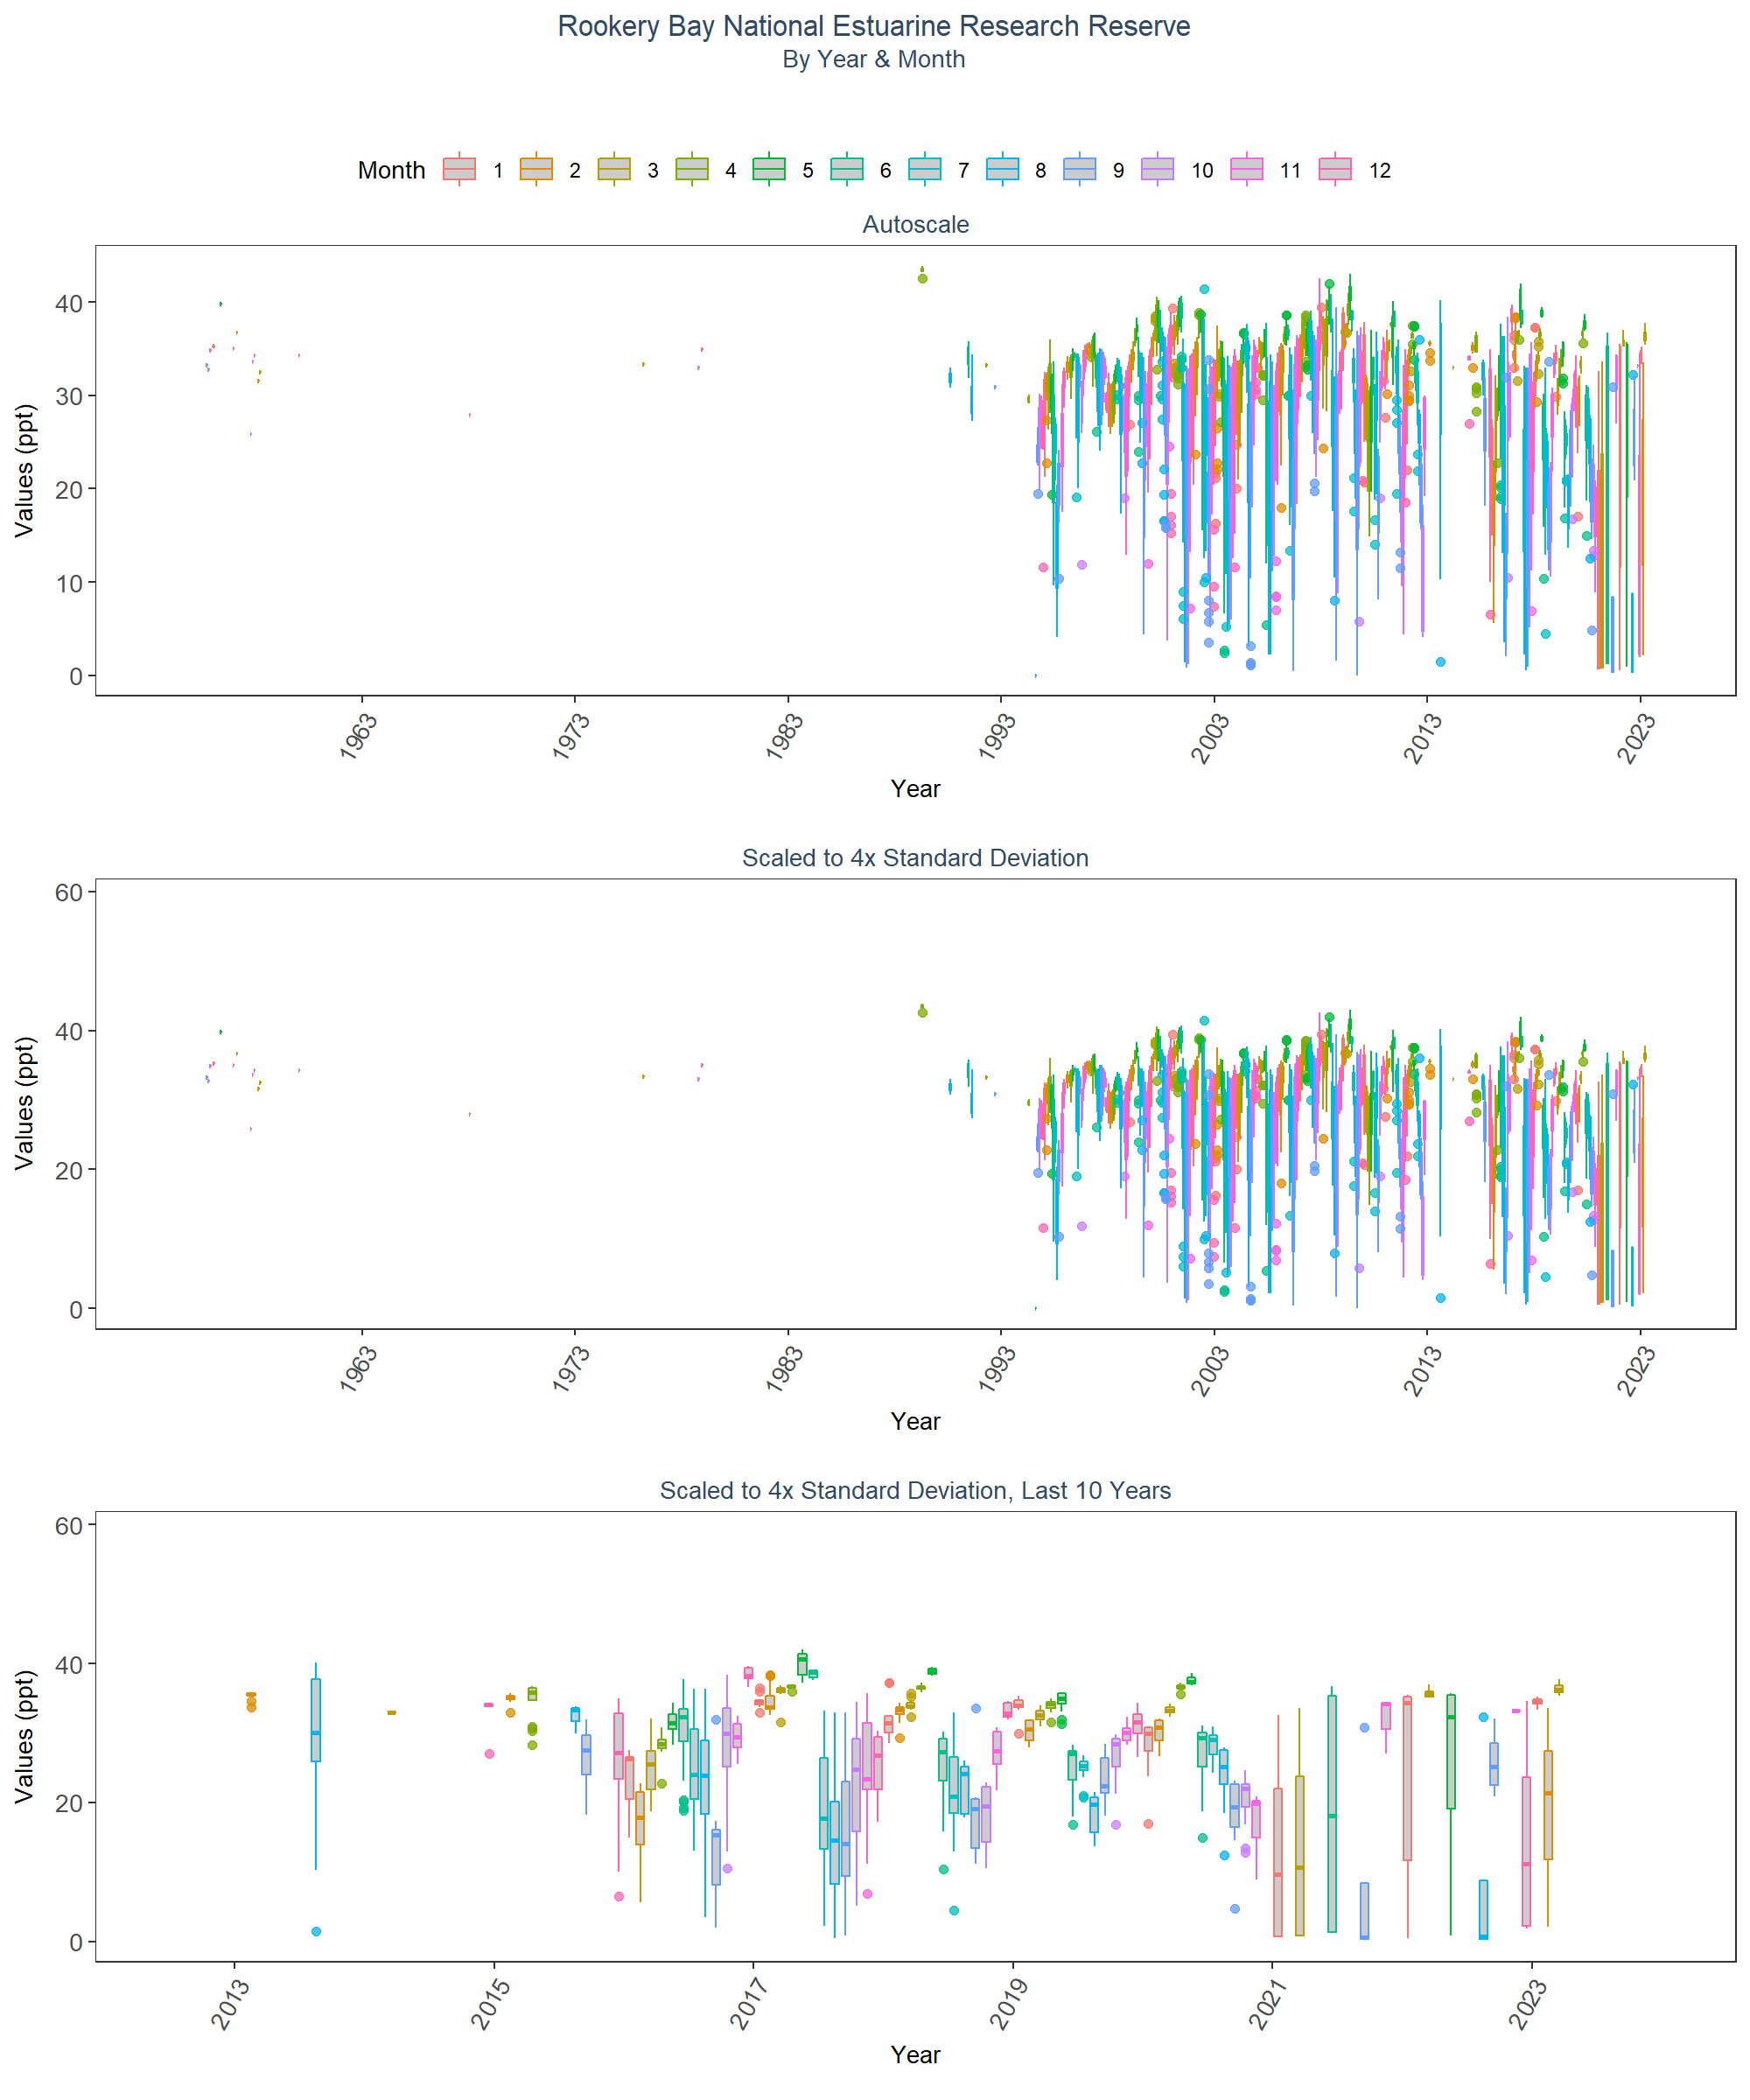 Rookery Bay National Estuarine Research Reserve
By Year & Month
Month 1 2 3 4 5 6 7 8 9 10 11 12
Autoscale
Values (ppt)
40
30
20
10
0
1963 1973 1983 1993 2003 2013 2023
Year
Scaled to 4x Standard Deviation
Values (ppt)
60
40
20
0
1963 1973 1983 1993 2003 2013 2023
Year
Scaled to 4x Standard Deviation, Last 10 Years
Values (ppt)
60
40
20
0
2013 2015 2017 2019 2021 2023
Year